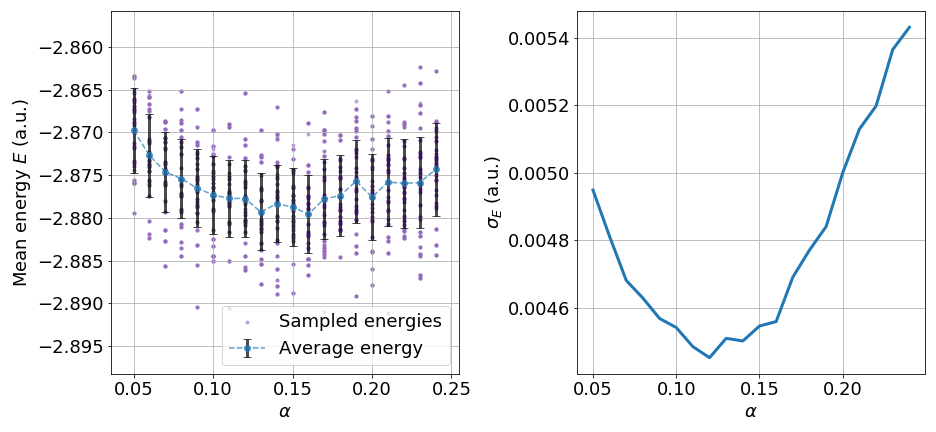 Mean energy E (a.u.)
−2.860
−2.865
−2.870
−2.875
−2.880
−2.885
−2.890
−2.895
0.05 0.10 0.15 0.20 0.25
α
Sampled energies
Average energy
σ_E (a.u.)
0.0054
0.0052
0.0050
0.0048
0.0046
0.05 0.10 0.15 0.20
α